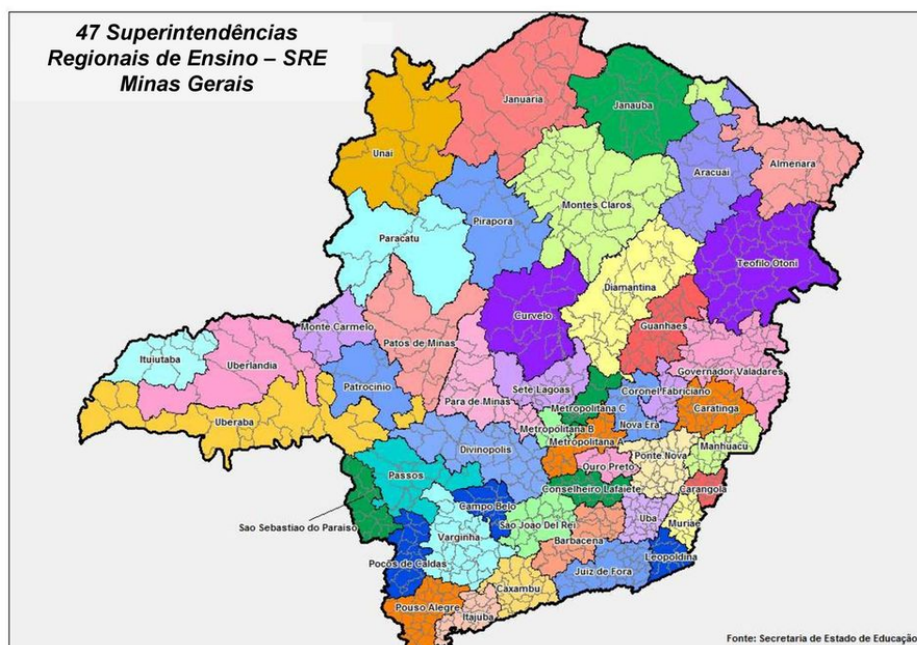 47 Superintendências
Regionais de Ensino – SRE
Minas Gerais
Januaria
Janauba
Unai
Almenara
Aracuai
Montes Claros
Pirapora
Paracatu
Teofilo Otoni
Diamantina
Curvelo
Monte Carmelo
Guanhaes
Patos de Minas
Ituiutaba
Uberlandia
Governador Valadares
Sete Lagoas
Coronel Fabriciano
Patrocinio
Para de Minas
Caratinga
Metropolitana C
Uberaba
Nova Era
Metropolitana B
Metropolitana A
Manhuacu
Divinopolis
Ponte Nova
Ouro Preto
Passos
Conselheiro Lafaiete
Carangola
Campo Belo
Uba
Sao Joao Del Rei
Muriae
Sao Sebastiao do Paraiso
Varginha
Barbacena
Leopoldina
Pocos de Caldas
Juiz de Fora
Caxambu
Pouso Alegre
Itajuba
Fonte: Secretaria de Estado de Educação